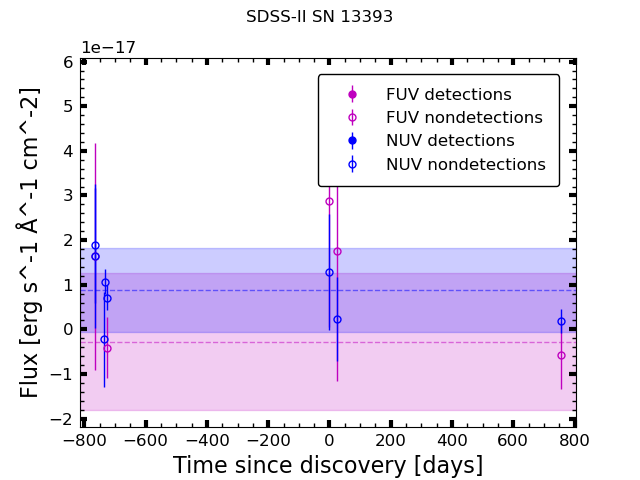 SDSS-II SN 13393
1e−17
6
5
4
3
2
1
0
−1
−2
Flux [erg s^-1 Å^-1 cm^-2]
FUV detections
FUV nondetections
NUV detections
NUV nondetections
−800 −600 −400 −200 0 200 400 600 800
Time since discovery [days]